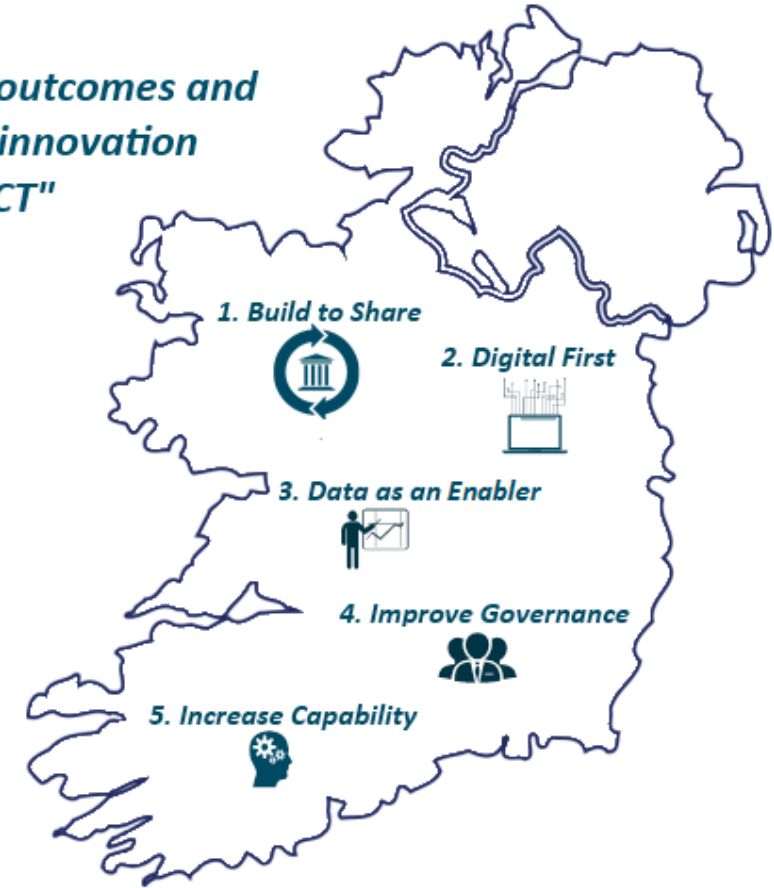 outcomes and
innovation
CT"
1. Build to Share
2. Digital First
3. Data as an Enabler
4. Improve Governance
5. Increase Capability